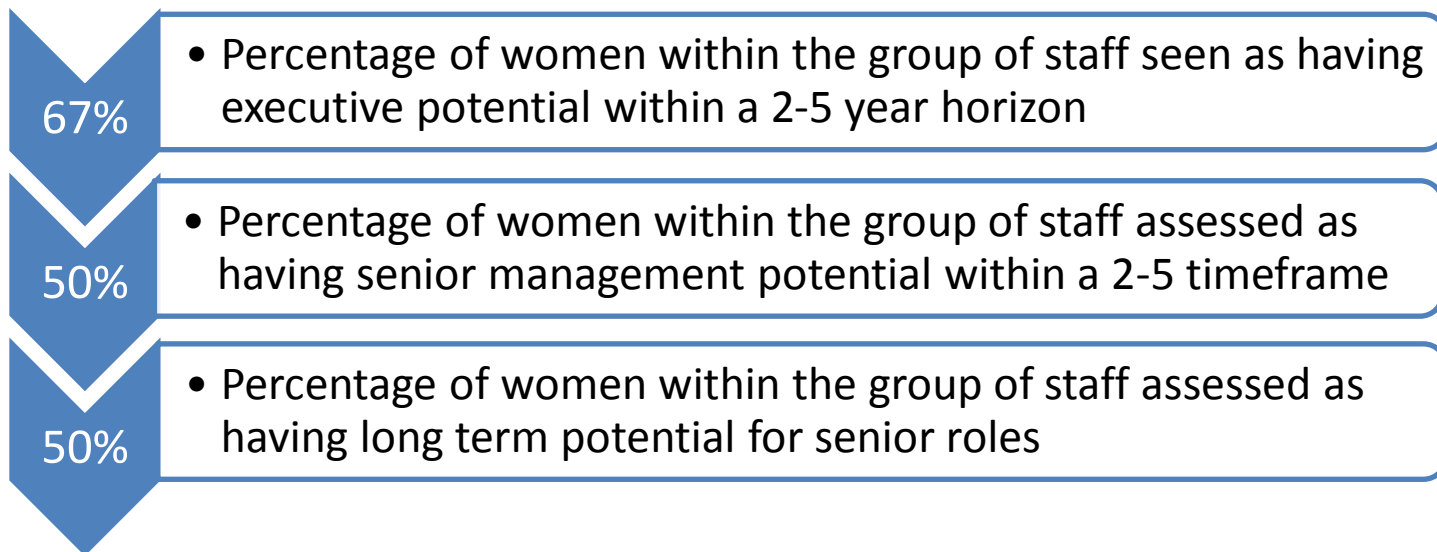 67%
• Percentage of women within the group of staff seen as having
executive potential within a 2-5 year horizon
50%
• Percentage of women within the group of staff assessed as
having senior management potential within a 2-5 timeframe
50%
• Percentage of women within the group of staff assessed as
having long term potential for senior roles